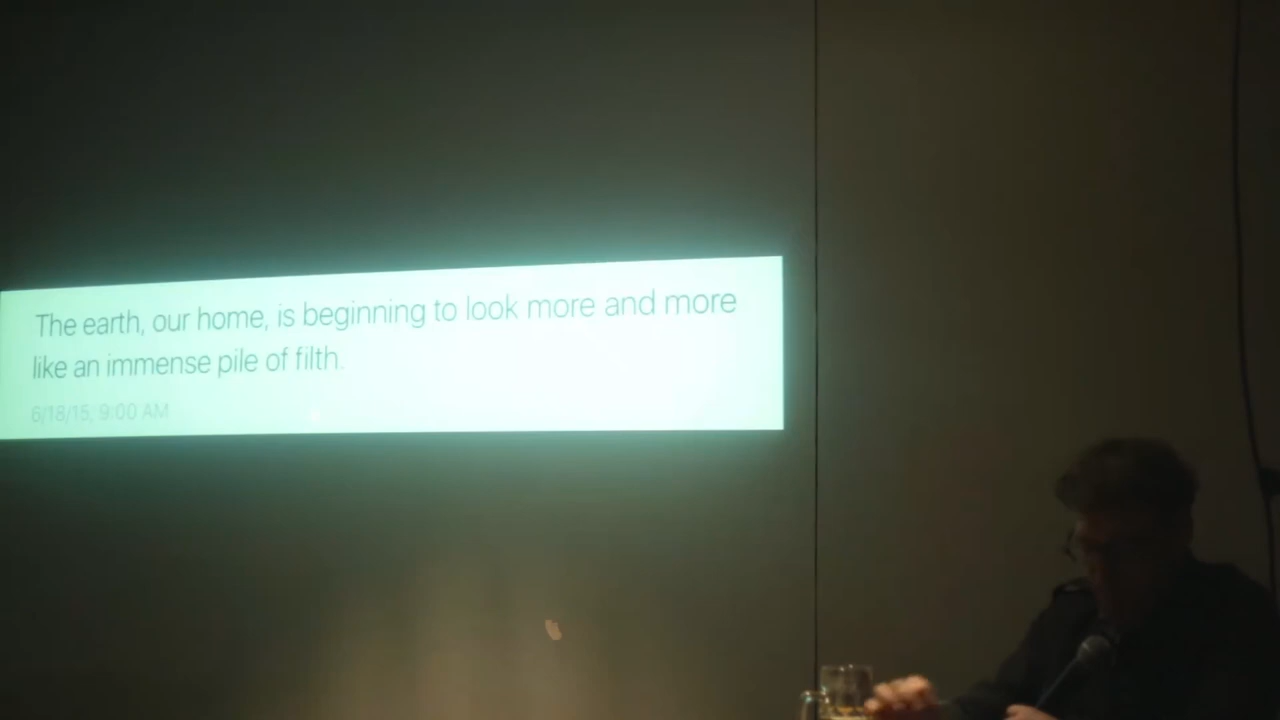 The earth, our home, is beginning to look more and more
like an immense pile of filth.
6/18/15, 9:00 AM